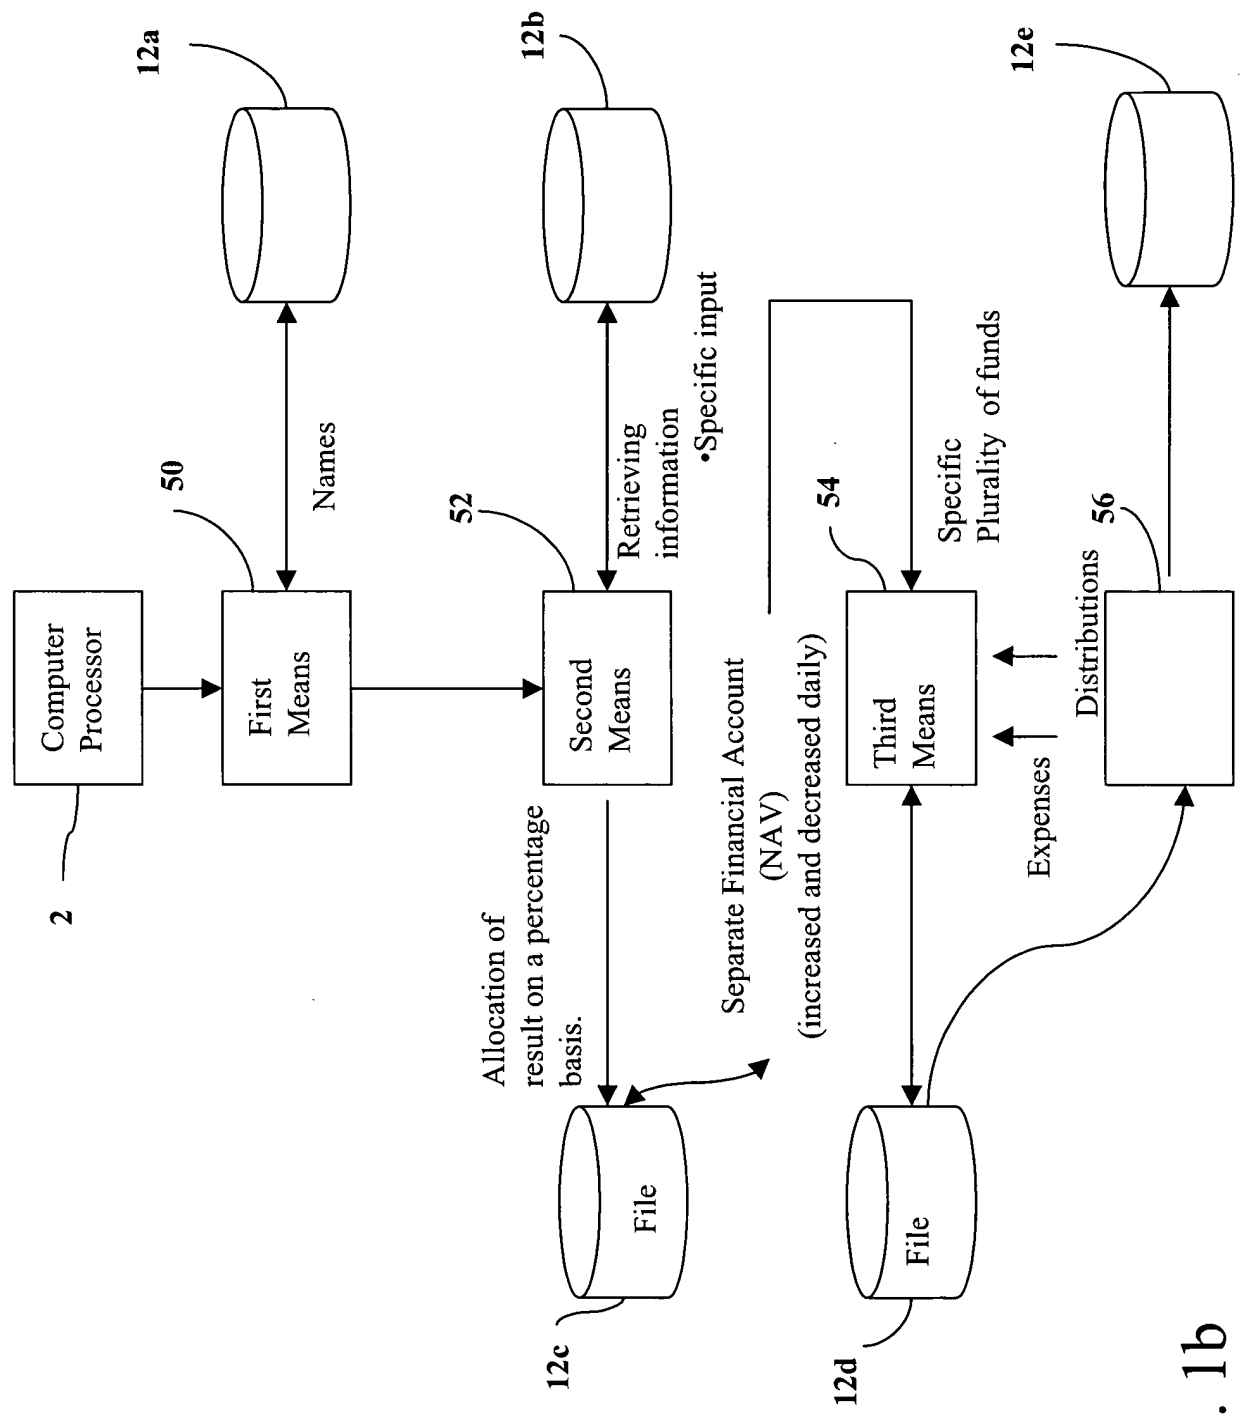 12a
12b
12e
50
Names
52
Retrieving
information
•Specific input
54
Specific
Plurality of funds
56
Computer
Processor
First
Means
Second
Means
Third
Means
Distributions
Expenses
2
Allocation of
result on a percentage
basis.
Separate Financial Account
(NAV)
(increased and decreased daily)
File
File
12c
12d
. 1b